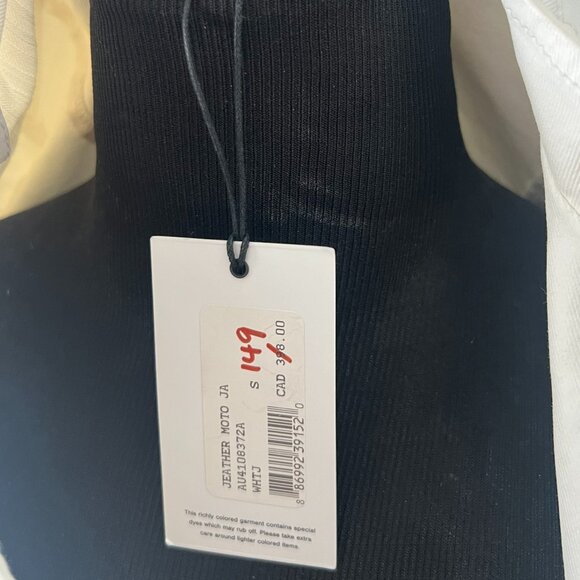 JEATHER MOTO JA
AU4108372A
WHTJ
S
149
CAD 398.00
8 86992 39152 0
This richly colored garment contains special
dyes which may rub off. Please take extra
care around lighter colored items.